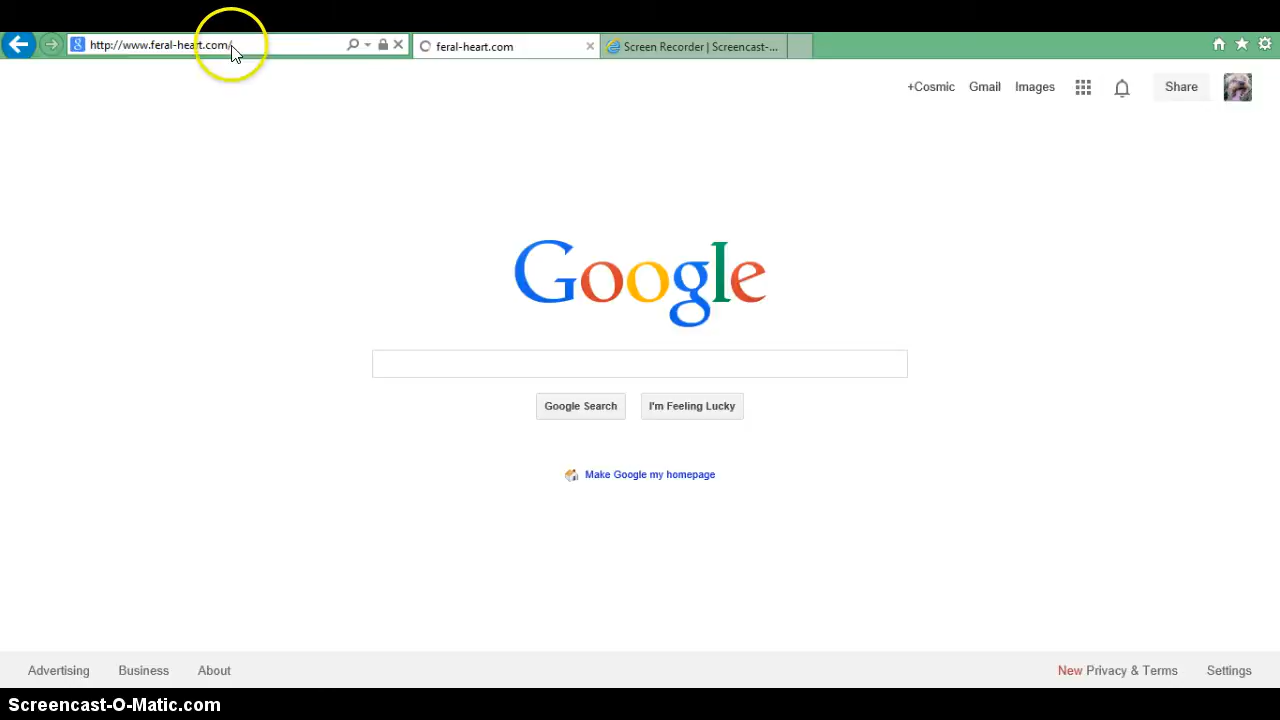 http://www.feral-heart.com/
feral-heart.com
Screen Recorder | Screencast-...
+Cosmic Gmail Images Share
Google
Google Search I'm Feeling Lucky
Make Google my homepage
Advertising Business About New Privacy & Terms Settings
Screencast-O-Matic.com